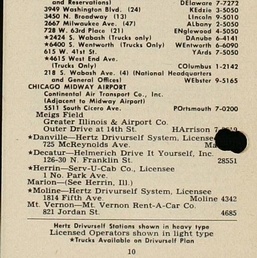 and Reservations) DElaware 7-7272
3949 Washington Blvd. (24) KEdzie 3-5050
3450 N. Broadway (13) LIncoln 9-5010
2667 Milwaukee Ave. (47) ALbany 2-5050
728 W. 63rd Place (21) ENglewood 4-5050
*2424 S. Wabash (Trucks only) DAnube 6-4141
*6400 S. Wentworth (Trucks Only) WEntworth 6-6090
615 W. 41st St. YArds 7-5050
*4615 West End Ave.
(Trucks Only) COlumbus 1-2142
218 S. Wabash Ave. (4) (National Headquarters
and General Offices) WEbster 9-5165
CHICAGO MIDWAY AIRPORT
Continental Air Transport Co., Inc.
(Adjacent to Midway Airport)
5511 South Cicero Ave. POrtsmouth 7-0200
Meigs Field
Greater Illinois & Airport Co.
Outer Drive at 14th St. HArrison
*Danville—Hertz Drivurself System, Licensee
725 McReynolds Ave.
*Decatur—Helmerich Drive It Yourself, Inc.
126-30 N. Franklin St. 28551
*Herrin—Serv-U-Cab Co., Licensee
1 No. Park Ave.
Marion—(See Herrin, Ill.)
*Moline—Hertz Drivurself System, Licensee
1814 Fifth Ave. Moline 4342
Mt. Vernon—Mt. Vernon Rent-A-Car Co.
821 Jordan St. 4685
Hertz Drivurself Stations shown in heavy type
Licensed Operators shown in light type
*Trucks Available on Drivurself Plan
10